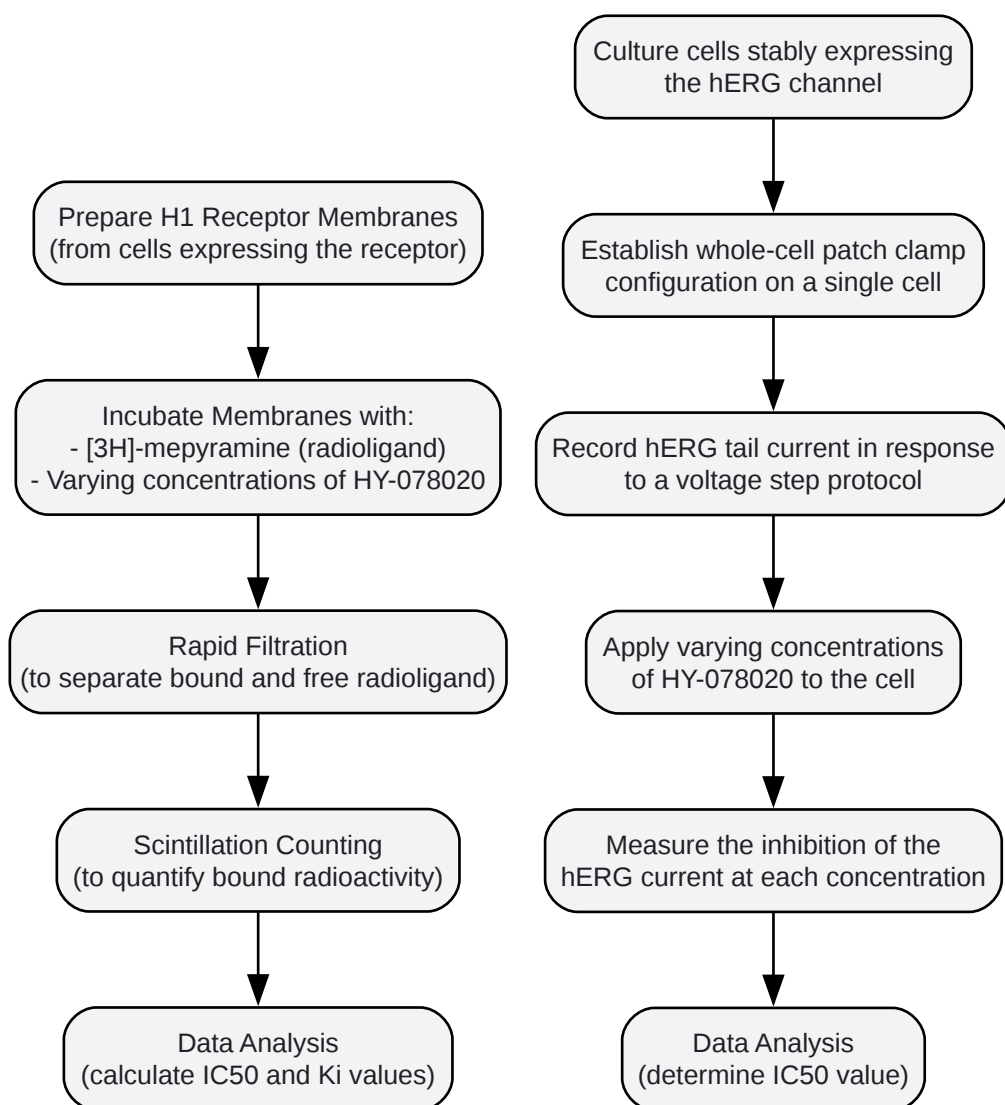 Prepare H1 Receptor Membranes
(from cells expressing the receptor)
Incubate Membranes with:
- [3H]-mepyramine (radioligand)
- Varying concentrations of HY-078020
Rapid Filtration
(to separate bound and free radioligand)
Scintillation Counting
(to quantify bound radioactivity)
Data Analysis
(calculate IC50 and Ki values)
Culture cells stably expressing
the hERG channel
Establish whole-cell patch clamp
configuration on a single cell
Record hERG tail current in response
to a voltage step protocol
Apply varying concentrations
of HY-078020 to the cell
Measure the inhibition of the
hERG current at each concentration
Data Analysis
(determine IC50 value)